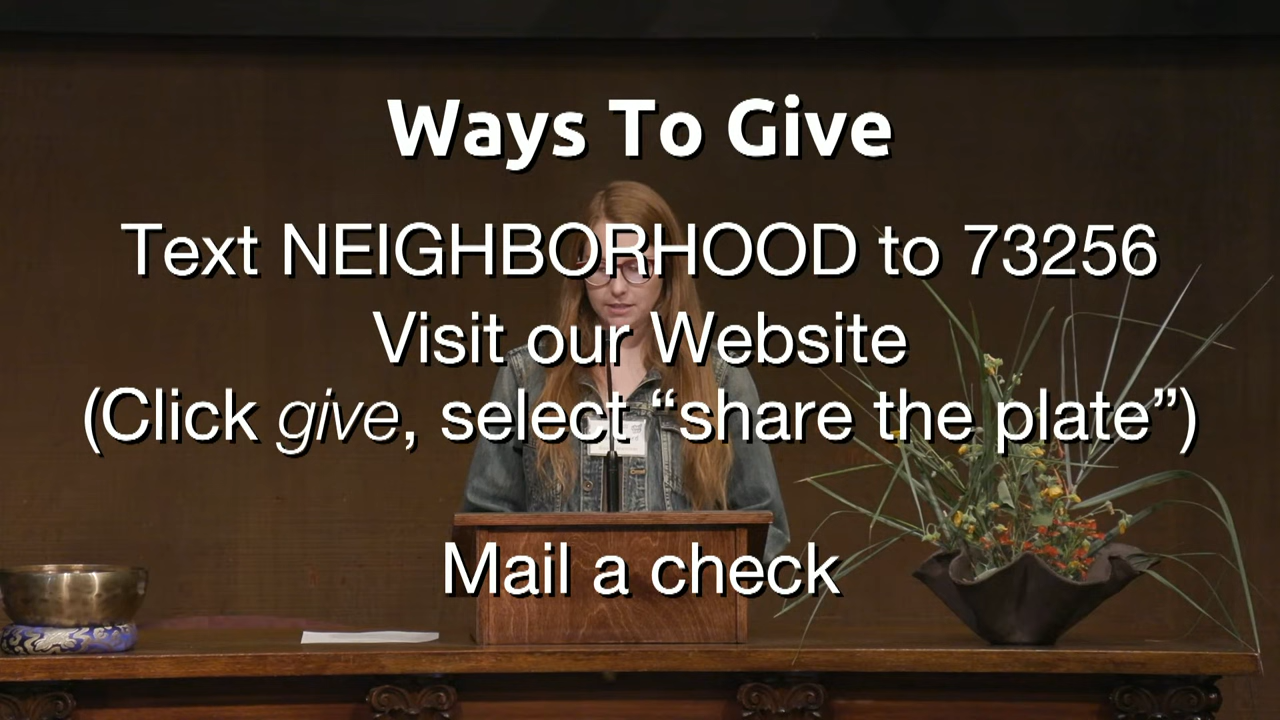 Ways To Give
Text NEIGHBORHOOD to 73256
Visit our Website
(Click give, select “share the plate”)
Mail a check